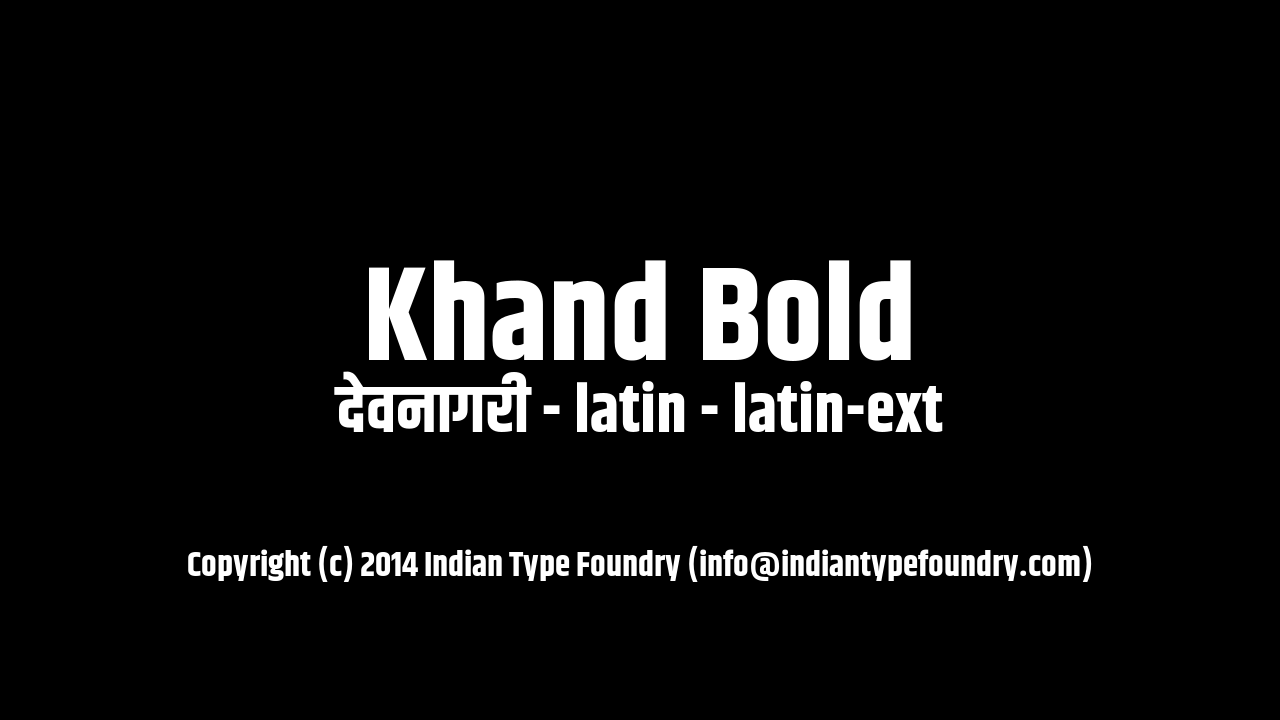 Khand Bold
देवनागरी - latin - latin-ext
Copyright (c) 2014 Indian Type Foundry (info@indiantypefoundry.com)